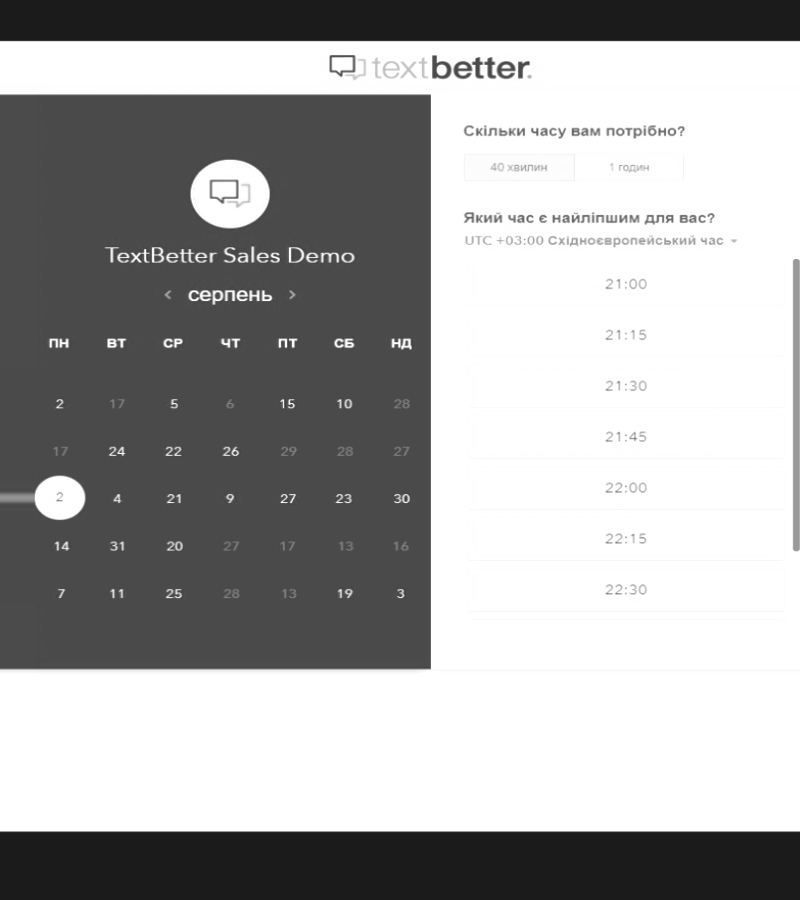 textbetter.
TextBetter Sales Demo
< серпень >
ПН ВТ СР ЧТ ПТ СБ НД
2 17 5 6 15 10 28
17 24 22 26 29 28 27
2 4 21 9 27 23 30
14 31 20 27 17 13 16
7 11 25 28 13 19 3
Скільки часу вам потрібно?
40 хвилин 1 годин
Який час є найліпшим для вас?
UTC +03:00 Східноєвропейський час
21:00
21:15
21:30
21:45
22:00
22:15
22:30